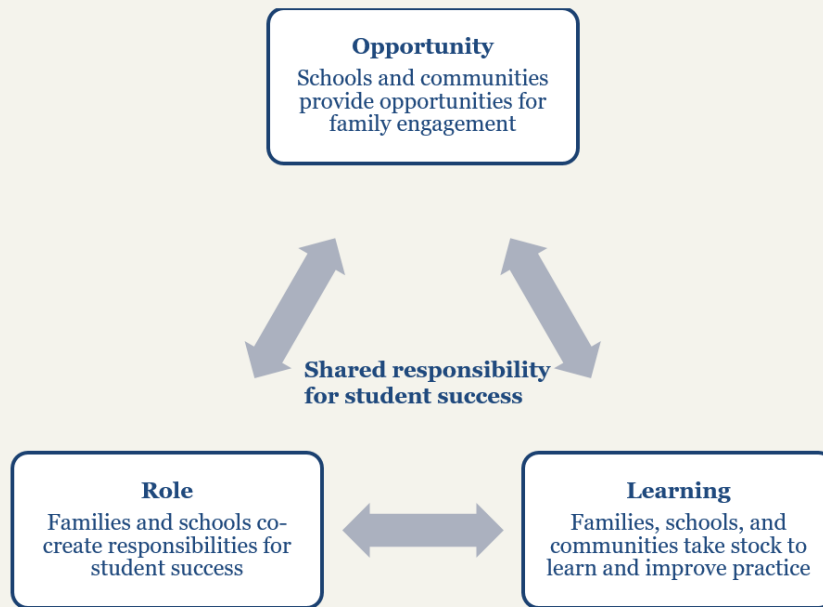 Opportunity
Schools and communities
provide opportunities for
family engagement
Shared responsibility
for student success
Role
Families and schools co-
create responsibilities for
student success
Learning
Families, schools, and
communities take stock to
learn and improve practice